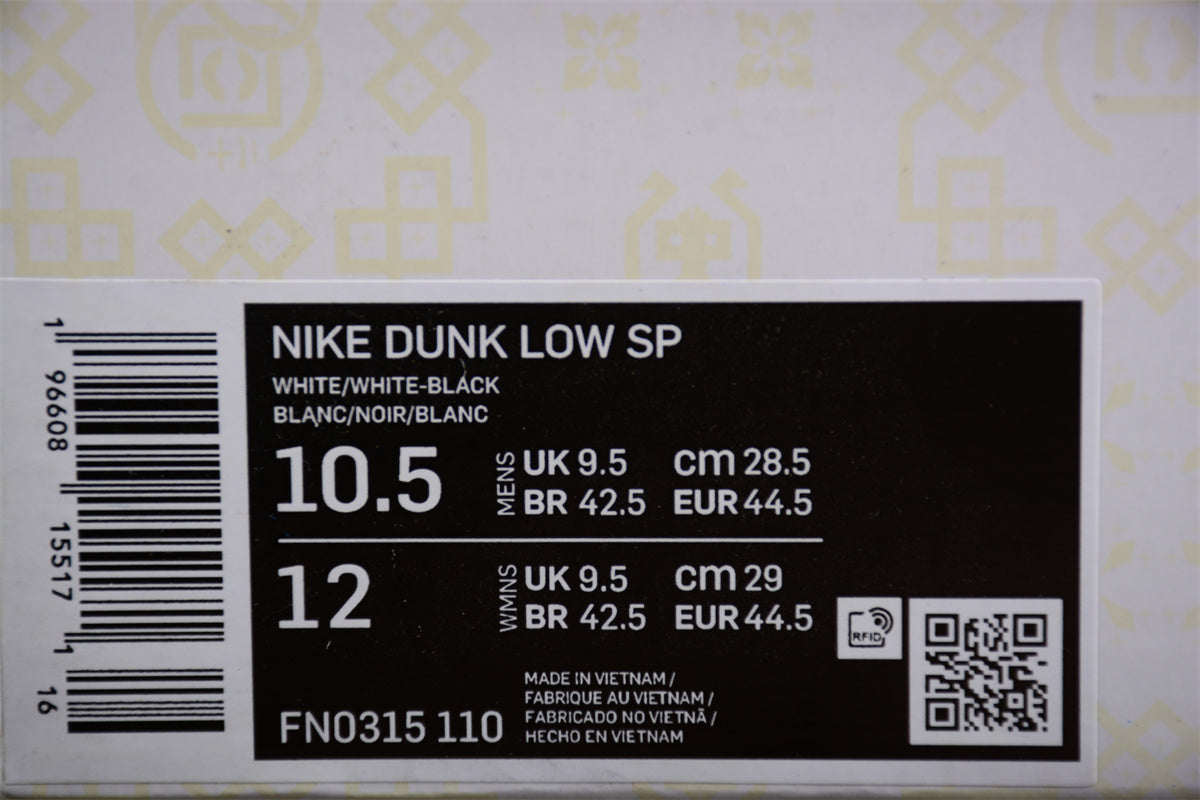 NIKE DUNK LOW SP
WHITE/WHITE-BLACK
BLANC/NOIR/BLANC
10.5
MENS
UK 9.5 cm 28.5
BR 42.5 EUR 44.5
12
WMNS
UK 9.5 cm 29
BR 42.5 EUR 44.5
RFID
FN0315 110
MADE IN VIETNAM /
FABRIQUE AU VIETNAM /
FABRICADO NO VIETNÃ /
HECHO EN VIETNAM
1 96608 15517 1 16